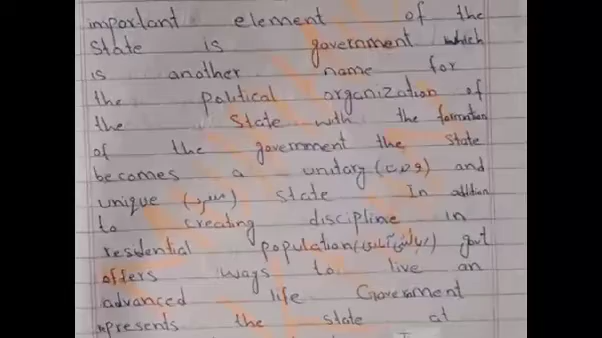 important element of the
state is government which
is another name for
the political organization of
the State with the formation
of the government the state
becomes a unitary ( ) and
unique ( ) state In addition
to creating discipline in
residential population (رہائشی آبادی) govt
offers ways to live an
advanced life Government
the state at